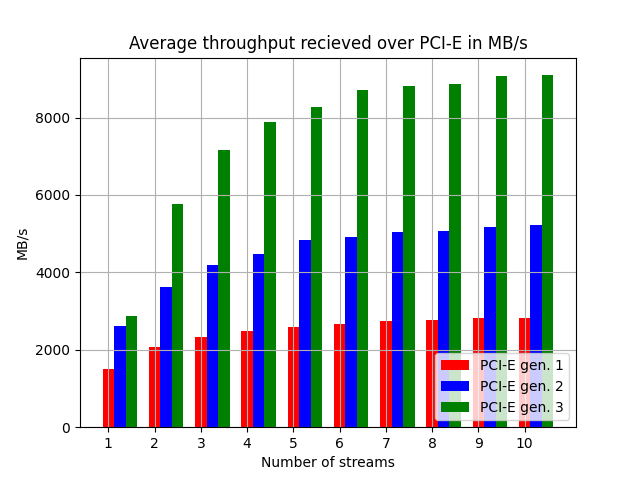 Average throughput recieved over PCI-E in MB/s
MB/s
8000
6000
4000
2000
0
1 2 3 4 5 6 7 8 9 10
Number of streams
PCI-E gen. 1
PCI-E gen. 2
PCI-E gen. 3